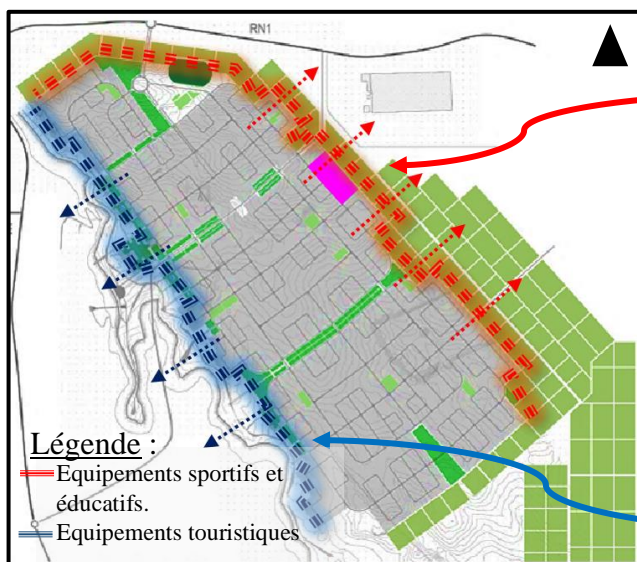 RN1
Légende :
Equipements sportifs et
éducatifs.
Equipements touristiques